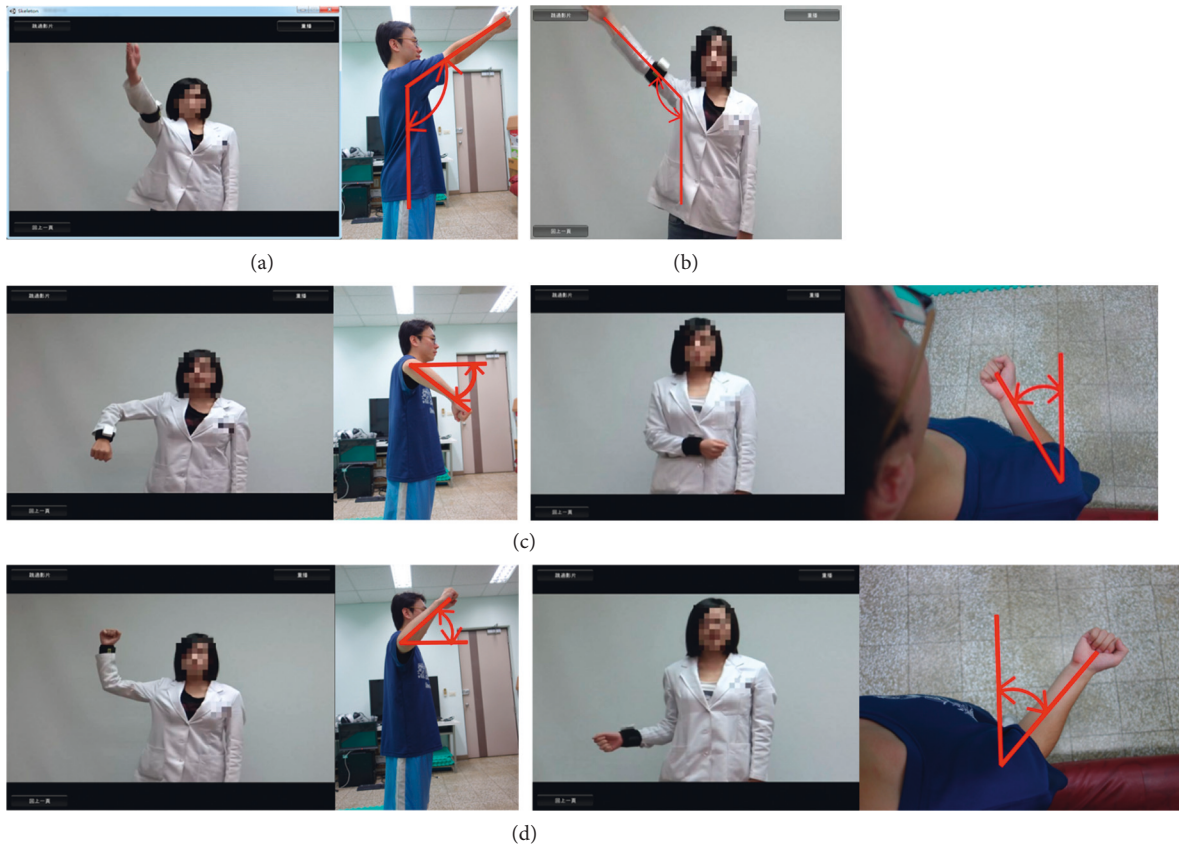 Skeleton
跳過影片
重播
回上一頁
跳過影片
重播
回上一頁
(a)
(b)
跳過影片
重播
回上一頁
跳過影片
重播
回上一頁
(c)
跳過影片
重播
回上一頁
跳過影片
重播
回上一頁
(d)